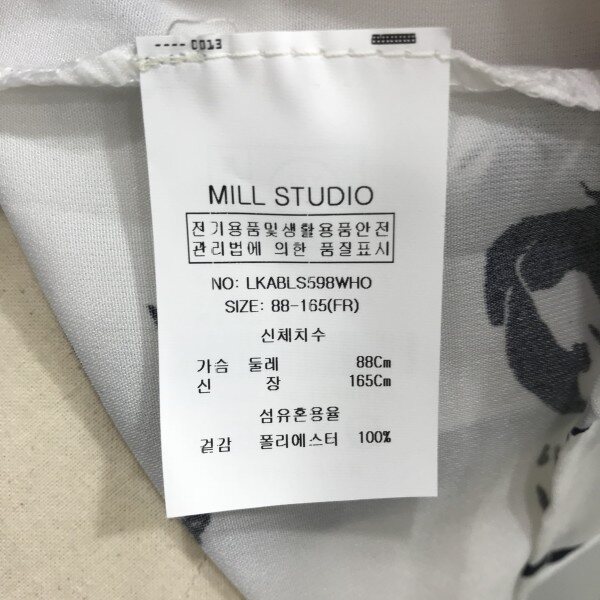 ---- C013
MILL STUDIO
전기용품및생활용품안전
관리법에 의한 품질표시
NO: LKABLS598WHO
SIZE: 88-165(FR)
신체치수
가슴 둘레 88Cm
신 장 165Cm
섬유혼용율
겉감 폴리에스터 100%